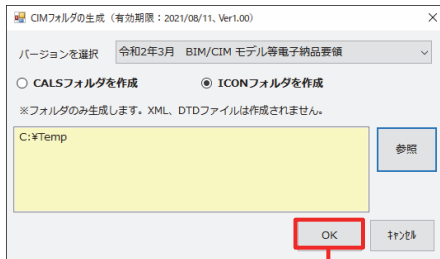 CIMフォルダの生成（有効期限：2021/08/11、Ver1.00）
バージョンを選択　令和2年3月　BIM/CIM モデル等電子納品要領
CALSフォルダを作成　ICONフォルダを作成
※フォルダのみ生成します。XML、DTDファイルは作成されません。
C:¥Temp
参照
OK　ｷｬﾝｾﾙ